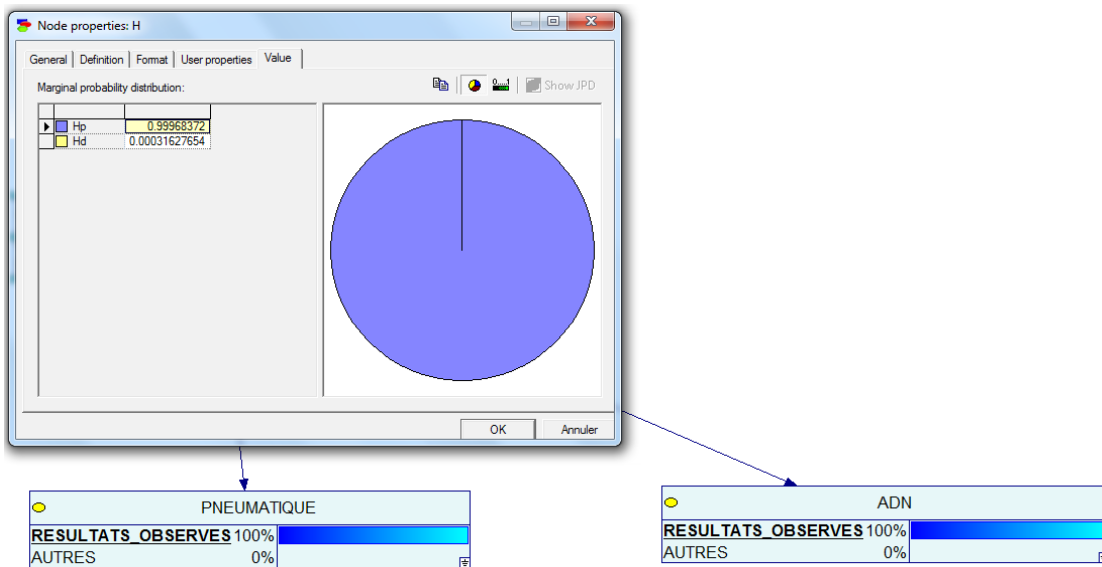 Node properties: H
General Definition Format User properties Value
Marginal probability distribution:
Show JPD
Hp 0.99968372
Hd 0.00031627654
OK Annuler
PNEUMATIQUE
RESULTATS_OBSERVES 100%
AUTRES 0%
ADN
RESULTATS_OBSERVES 100%
AUTRES 0%